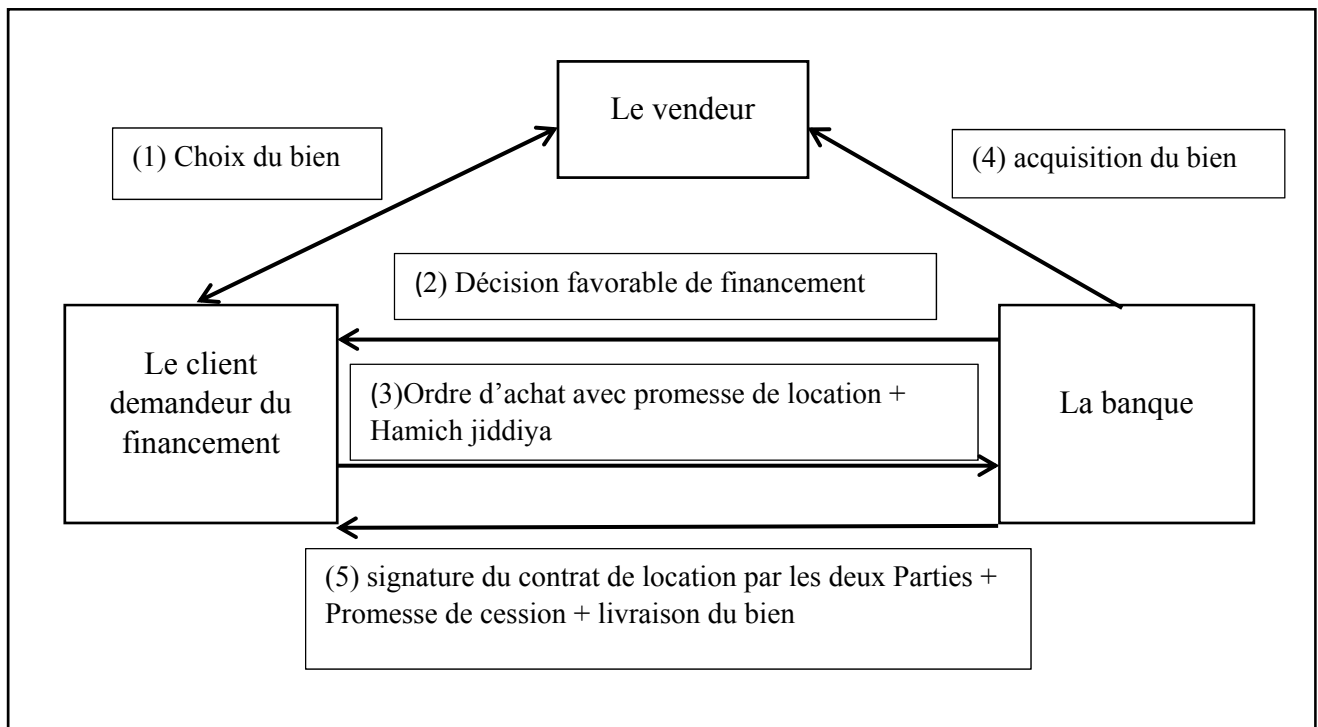 Le vendeur
(1) Choix du bien
(4) acquisition du bien
(2) Décision favorable de financement
Le client
demandeur du
financement
(3)Ordre d’achat avec promesse de location +
Hamich jiddiya
La banque
(5) signature du contrat de location par les deux Parties +
Promesse de cession + livraison du bien